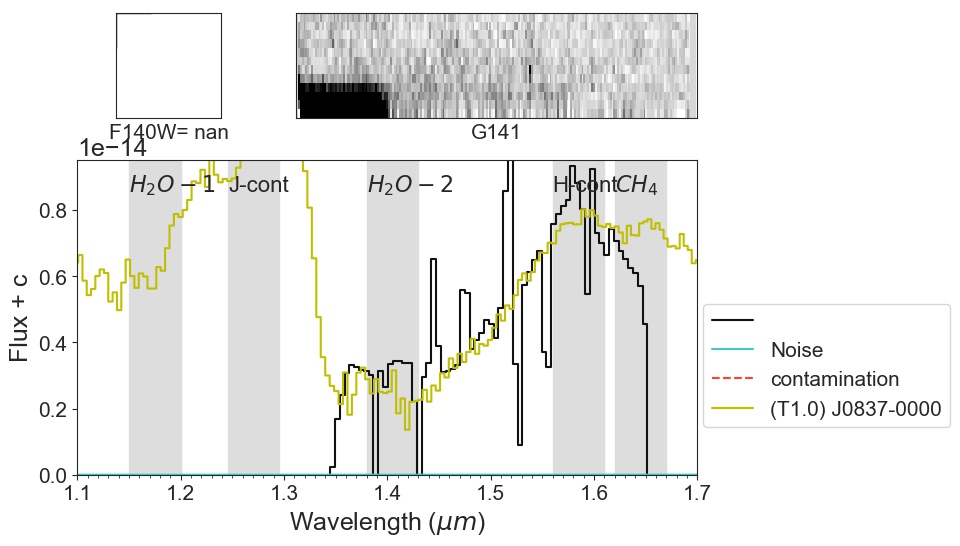 F140W= nan
G141
1e−14
H₂O − 1
J-cont
H₂O − 2
H-cont
CH₄
0.8
0.6
0.4
0.2
0.0
Flux + c
1.1
1.2
1.3
1.4
1.5
1.6
1.7
Wavelength (μm)
Noise
contamination
(T1.0) J0837-0000